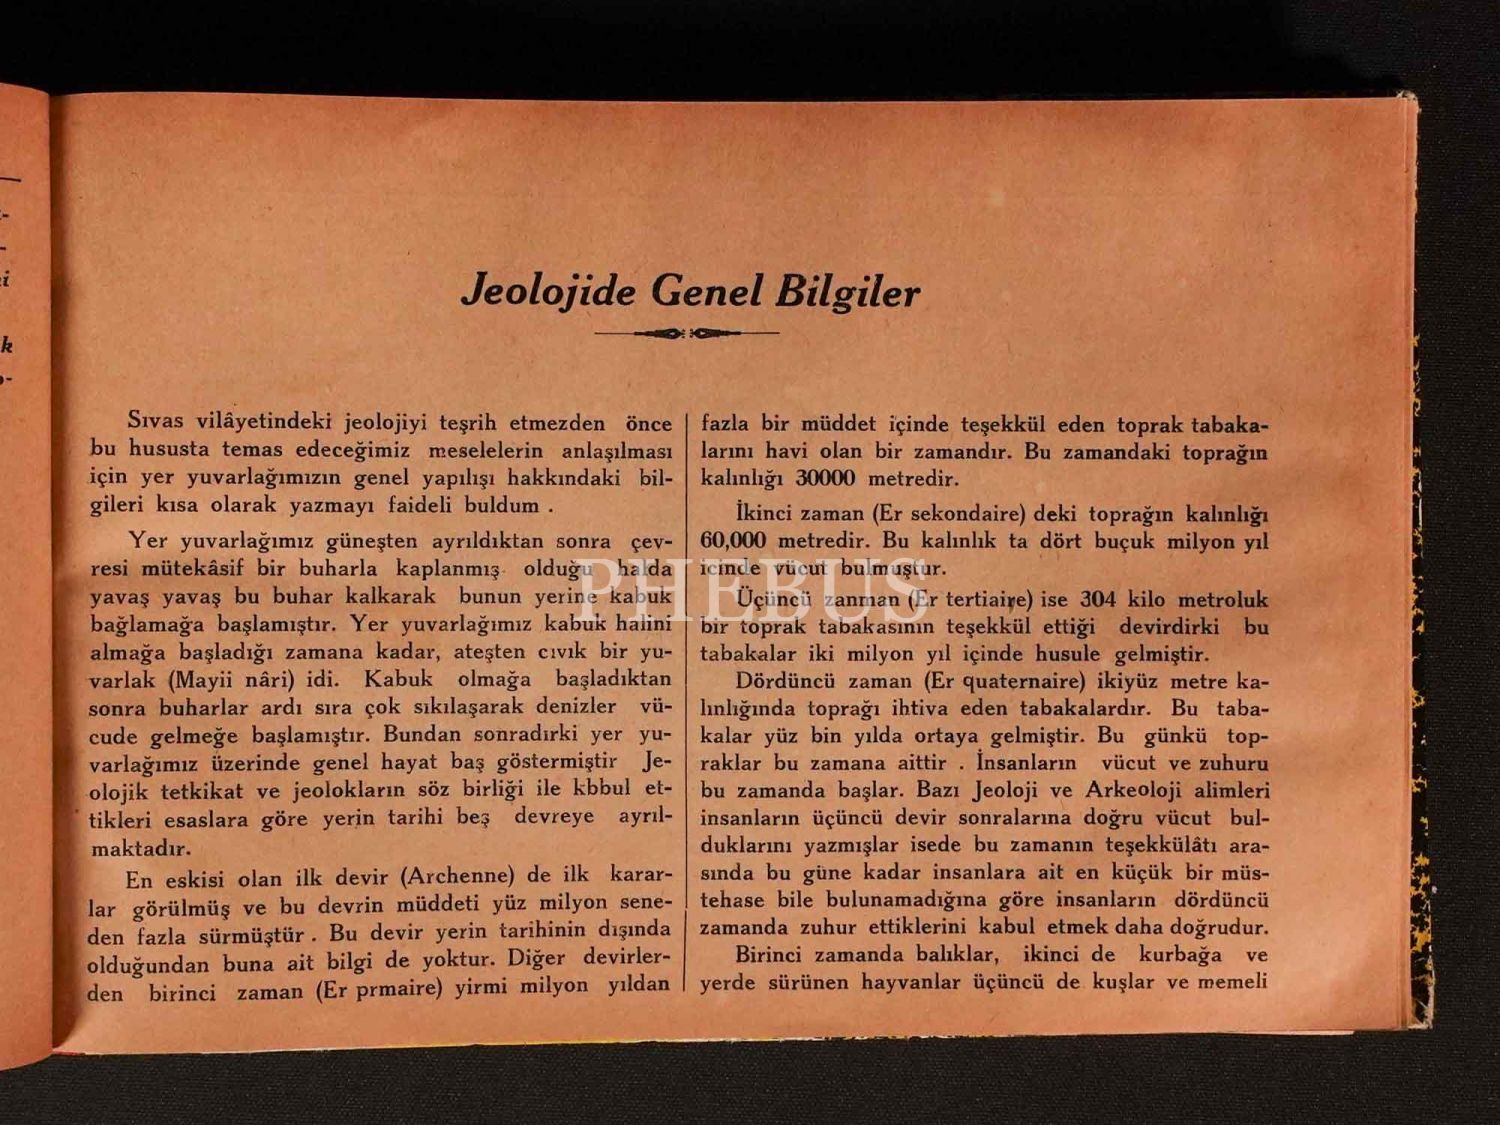 Jeolojide Genel Bilgiler
Sıvas vilâyetindeki jeolojiyi teşrih etmezden önce
bu hususta temas edeceğimiz meselelerin anlaşılması
için yer yuvarlağımızın genel yapılışı hakkındaki bil-
gileri kısa olarak yazmayı faideli buldum .
Yer yuvarlağımız güneşten ayrıldıktan sonra çev-
resi mütekâsif bir buharla kaplanmış olduğu halda
yavaş yavaş bu buhar kalkarak bunun yerine kabuk
bağlamağa başlamıştır. Yer yuvarlağımız kabuk halini
almağa başladığı zamana kadar, ateşten cıvık bir yu-
varlak (Mayii nâri) idi. Kabuk olmağa başladıktan
sonra buharlar ardı sıra çok sıkılaşarak denizler vü-
cude gelmeğe başlamıştır. Bundan sonradırki yer yu-
varlağımız üzerinde genel hayat baş göstermiştir Je-
olojik tetkikat ve jeolokların söz birliği ile kbbul et-
tikleri esaslara göre yerin tarihi beş devreye ayrıl-
maktadır.
En eskisi olan ilk devir (Archenne) de ilk karar-
lar görülmüş ve bu devrin müddeti yüz milyon sene-
den fazla sürmüştür . Bu devir yerin tarihinin dışında
olduğundan buna ait bilgi de yoktur. Diğer devirler-
den birinci zaman (Er prmaire) yirmi milyon yıldan
fazla bir müddet içinde teşekkül eden toprak tabaka-
larını havi olan bir zamandır. Bu zamandaki toprağın
kalınlığı 30000 metredir.
İkinci zaman (Er sekondaire) deki toprağın kalınlığı
60,000 metredir. Bu kalınlık ta dört buçuk milyon yıl
icinde vücut bulmuştur.
Üçüncü zanman (Er tertiaire) ise 304 kilo metroluk
bir toprak tabakasının teşekkül ettiği devirdirki bu
tabakalar iki milyon yıl içinde husule gelmiştir.
Dördüncü zaman (Er quaternaire) ikiyüz metre ka-
lınlığında toprağı ihtiva eden tabakalardır. Bu taba-
kalar yüz bin yılda ortaya gelmiştir. Bu günkü top-
raklar bu zamana aittir . İnsanların vücut ve zuhuru
bu zamanda başlar. Bazı Jeoloji ve Arkeoloji alimleri
insanların üçüncü devir sonralarına doğru vücut bul-
duklarını yazmışlar isede bu zamanın teşekkülâtı ara-
sında bu güne kadar insanlara ait en küçük bir müs-
tehase bile bulunamadığına göre insanların dördüncü
zamanda zuhur ettiklerini kabul etmek daha doğrudur.
Birinci zamanda balıklar, ikinci de kurbağa ve
yerde sürünen hayvanlar üçüncü de kuşlar ve memeli
PHEBUS